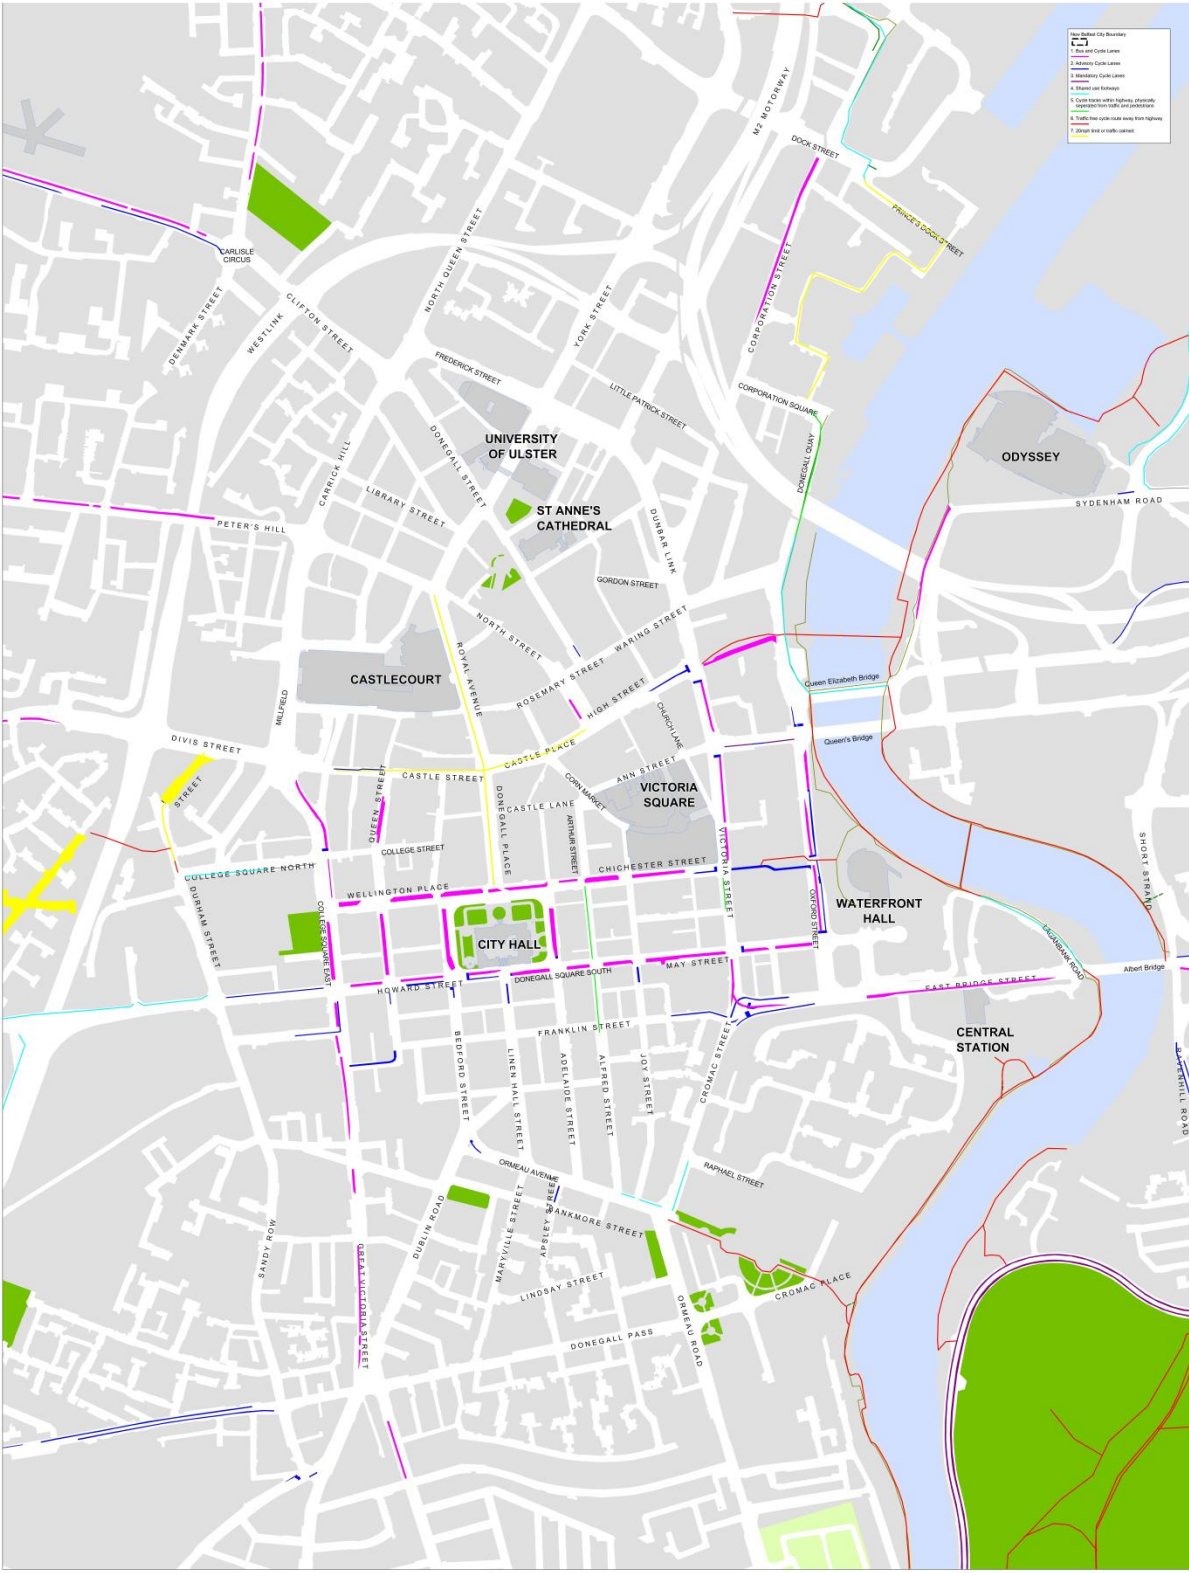 New Belfast City Boundary
1. Bus and Cycle Lanes
2. Advisory Cycle Lanes
3. Mandatory Cycle Lanes
4. Shared use footways
5. Cycle tracks within highway, physically
seperated from traffic and pedestrians
6. Traffic free cycle route away from highway
7. 20mph limit or traffic calmed
M2 MOTORWAY
DOCK STREET
PRINCE'S DOCK STREET
CARLISLE
CIRCUS
NORTH QUEEN STREET
CORPORATION STREET
CLIFTON STREET
DENMARK STREET
WESTLINK
YORK STREET
FREDERICK STREET
LITTLE PATRICK STREET
CORPORATION SQUARE
UNIVERSITY
OF ULSTER
DONEGALL STREET
CARRICK HILL
DONEGALL QUAY
ODYSSEY
LIBRARY STREET
SYDENHAM ROAD
PETER'S HILL
ST ANNE'S
CATHEDRAL
DUNBAR LINK
GORDON STREET
NORTH STREET
WARING STREET
ROSEMARY STREET
ROYAL AVENUE
CASTLECOURT
HIGH STREET
Queen Elizabeth Bridge
MILLFIELD
CHURCH LANE
Queen's Bridge
DIVIS STREET
CASTLE PLACE
CASTLE STREET
ANN STREET
CORN MARKET
VICTORIA
SQUARE
STREET
QUEEN STREET
DONEGALL PLACE
CASTLE LANE
ARTHUR STREET
COLLEGE STREET
VICTORIA STREET
SHORT STRAND
COLLEGE SQUARE NORTH
CHICHESTER STREET
WELLINGTON PLACE
DURHAM STREET
OXFORD STREET
WATERFRONT
HALL
COLLEGE SQUARE EAST
CITY HALL
LAGANBANK ROAD
MAY STREET
Albert Bridge
DONEGALL SQUARE SOUTH
HOWARD STREET
EAST BRIDGE STREET
FRANKLIN STREET
CENTRAL
STATION
BEDFORD STREET
LINEN HALL STREET
ADELAIDE STREET
ALFRED STREET
JOY STREET
CROMAC STREET
RAVENHILL ROAD
ORMEAU AVENUE
RAPHAEL STREET
DUBLIN ROAD
MARYVILLE STREET
APSLEY STREET
BANKMORE STREET
SANDY ROW
GREAT VICTORIA STREET
LINDSAY STREET
CROMAC PLACE
ORMEAU ROAD
DONEGALL PASS